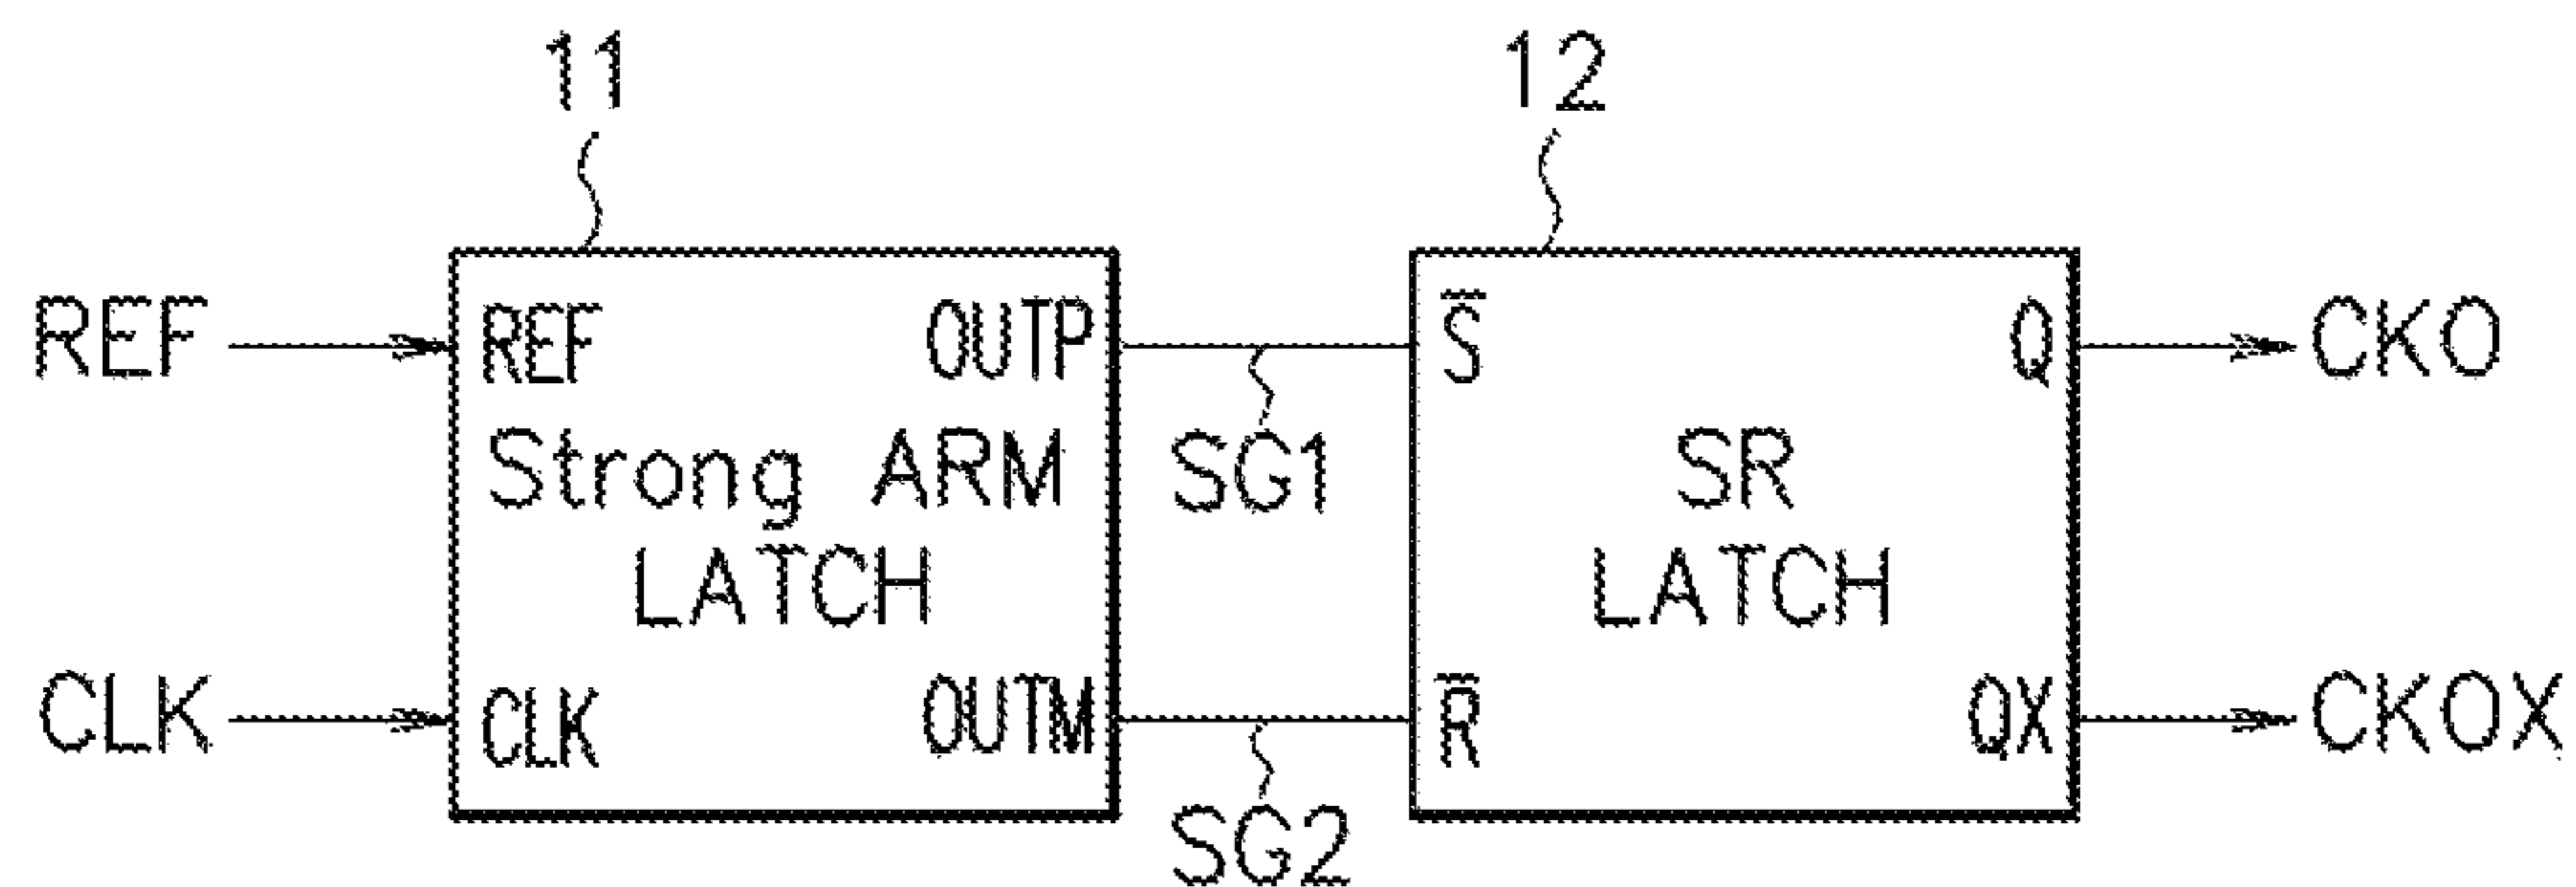 11 12
REF REF OUTP SG1 S̅ Q CKO
Strong ARM
LATCH
SR
LATCH
CLK CLK OUTM SG2 R̅ QX CKOX